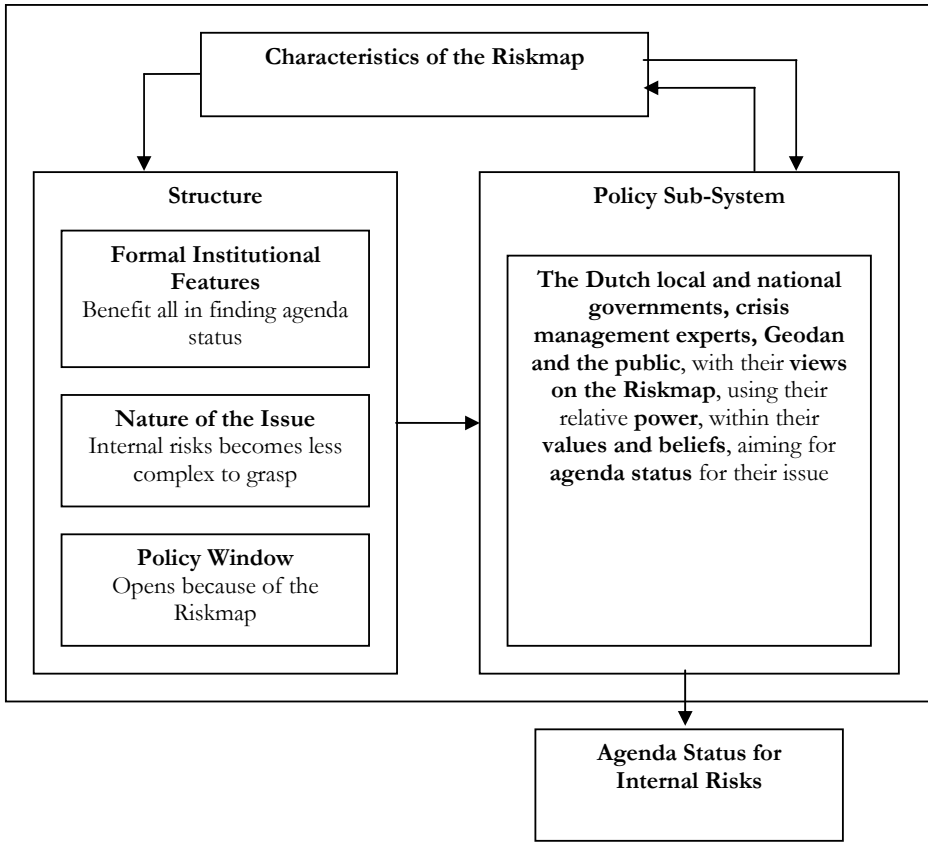 Characteristics of the Riskmap
Structure
Formal Institutional
Features
Benefit all in finding agenda
status
Nature of the Issue
Internal risks becomes less
complex to grasp
Policy Window
Opens because of the
Riskmap
Policy Sub-System
The Dutch local and national
governments, crisis
management experts, Geodan
and the public, with their views
on the Riskmap, using their
relative power, within their
values and beliefs, aiming for
agenda status for their issue
Agenda Status for
Internal Risks